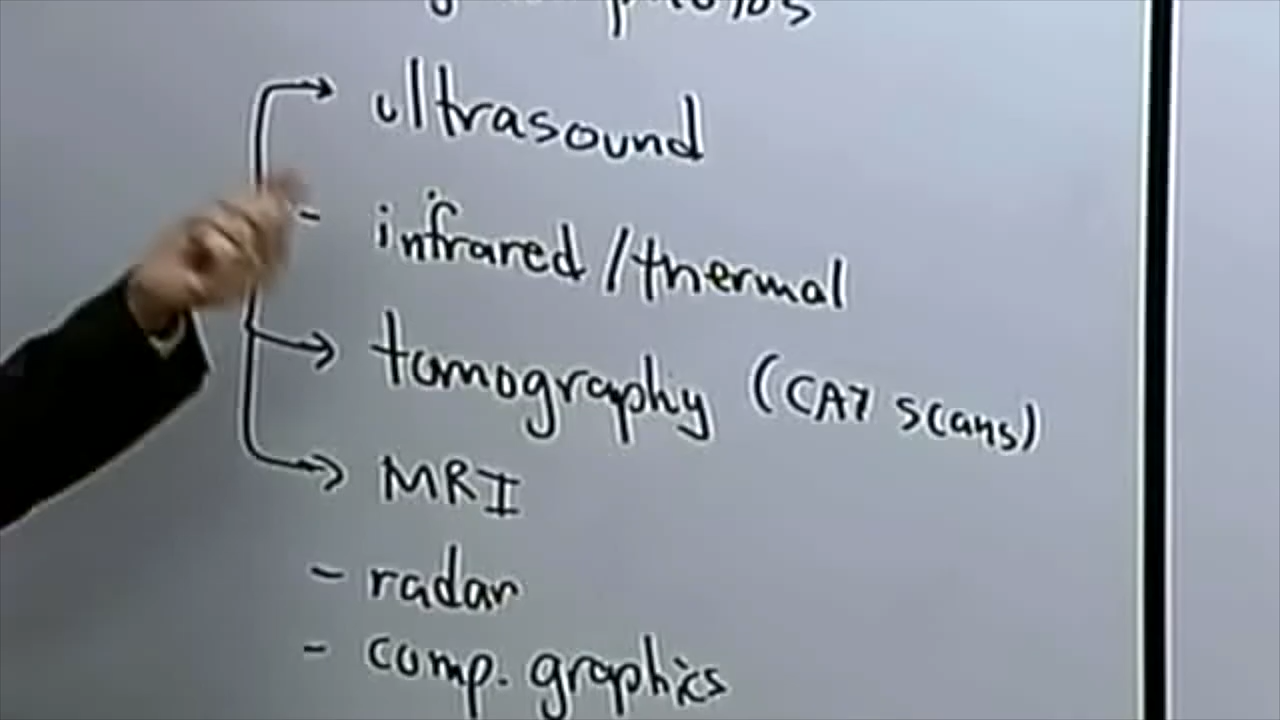 ultrasound
- infrared/thermal
tomography (CAT scans)
MRI
- radar
- comp. graphics